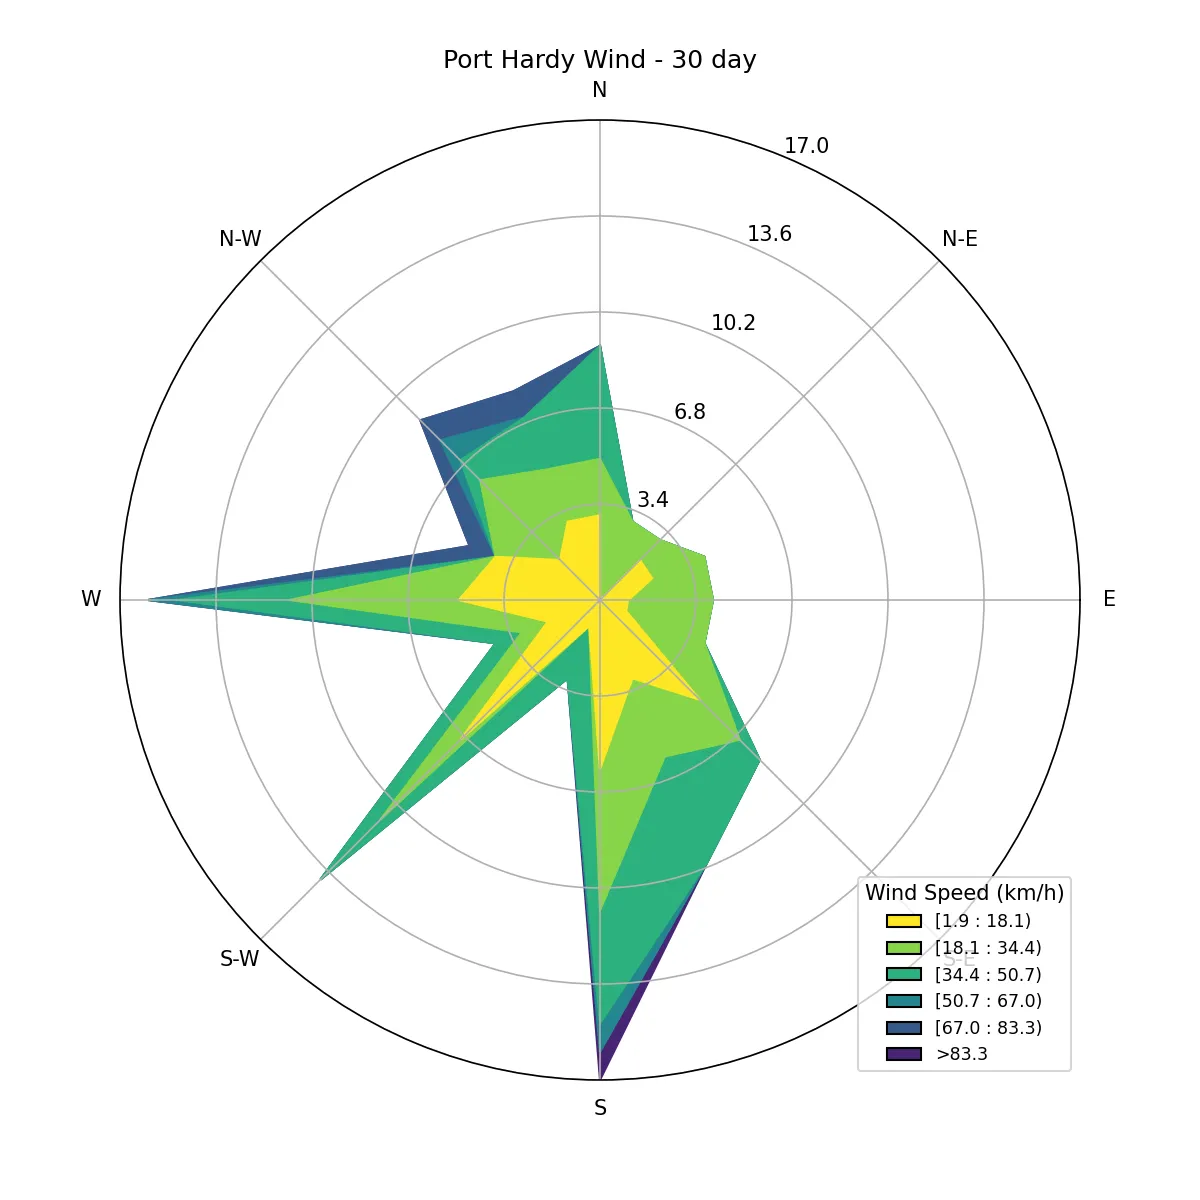 Port Hardy Wind - 30 day
N
17.0
13.6
N-W
N-E
10.2
6.8
3.4
W
E
S-W
S-E
S
Wind Speed (km/h)
[1.9 : 18.1)
[18.1 : 34.4)
[34.4 : 50.7)
[50.7 : 67.0)
[67.0 : 83.3)
>83.3